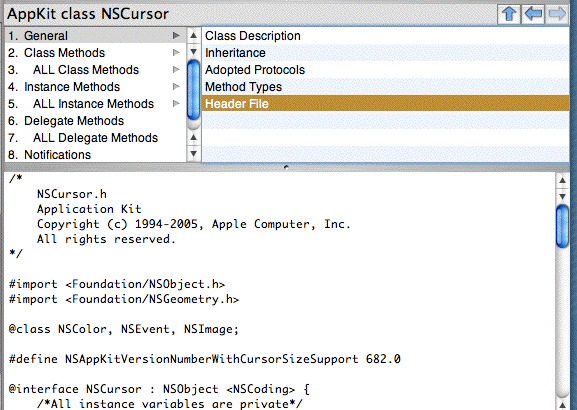 AppKit class NSCursor
1. General
2. Class Methods
3. ALL Class Methods
4. Instance Methods
5. ALL Instance Methods
6. Delegate Methods
7. ALL Delegate Methods
8. Notifications
Class Description
Inheritance
Adopted Protocols
Method Types
Header File
/*
NSCursor.h
Application Kit
Copyright (c) 1994-2005, Apple Computer, Inc.
All rights reserved.
*/
#import <Foundation/NSObject.h>
#import <Foundation/NSGeometry.h>
@class NSColor, NSEvent, NSImage;
#define NSAppKitVersionNumberWithCursorSizeSupport 682.0
@interface NSCursor : NSObject <NSCoding> {
/*All instance variables are private*/